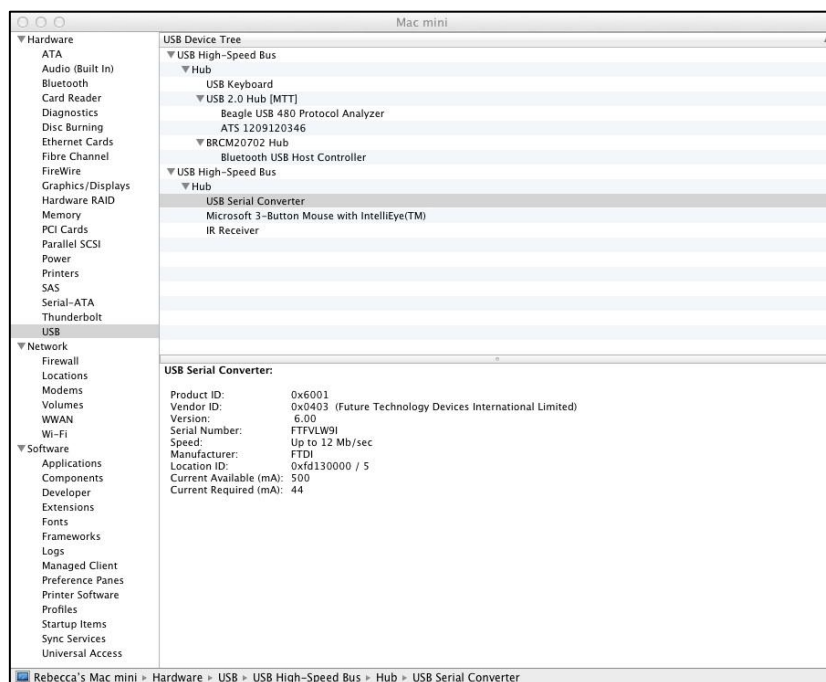 Mac mini
Hardware
ATA
Audio (Built In)
Bluetooth
Card Reader
Diagnostics
Disc Burning
Ethernet Cards
Fibre Channel
FireWire
Graphics/Displays
Hardware RAID
Memory
PCI Cards
Parallel SCSI
Power
Printers
SAS
Serial-ATA
Thunderbolt
USB
Network
Firewall
Locations
Modems
Volumes
WWAN
Wi-Fi
Software
Applications
Components
Developer
Extensions
Fonts
Frameworks
Logs
Managed Client
Preference Panes
Printer Software
Profiles
Startup Items
Sync Services
Universal Access
USB Device Tree
USB High-Speed Bus
Hub
USB Keyboard
USB 2.0 Hub [MTT]
Beagle USB 480 Protocol Analyzer
ATS 1209120346
BRCM20702 Hub
Bluetooth USB Host Controller
USB High-Speed Bus
Hub
USB Serial Converter
Microsoft 3-Button Mouse with IntelliEye(TM)
IR Receiver
USB Serial Converter:
Product ID: 0x6001
Vendor ID: 0x0403 (Future Technology Devices International Limited)
Version: 6.00
Serial Number: FTFVLW9I
Speed: Up to 12 Mb/sec
Manufacturer: FTDI
Location ID: 0xfd130000 / 5
Current Available (mA): 500
Current Required (mA): 44
Rebecca's Mac mini ▸ Hardware ▸ USB ▸ USB High-Speed Bus ▸ Hub ▸ USB Serial Converter